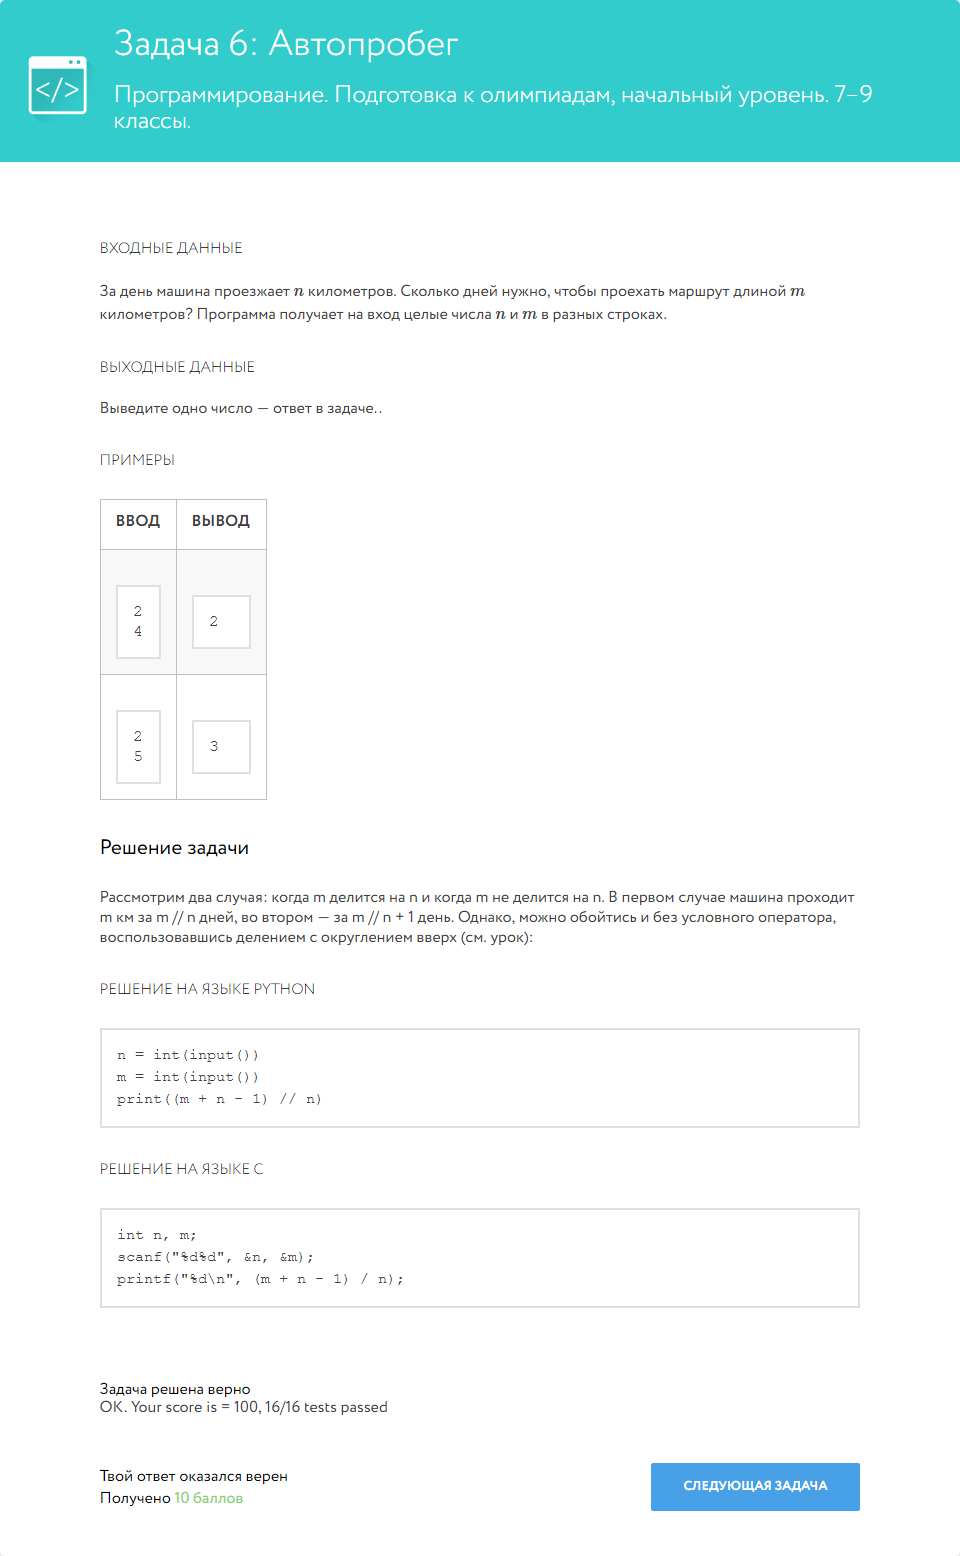 Задача 6: Автопробег
</>
Программирование. Подготовка к олимпиадам, начальный уровень. 7–9
классы.
ВХОДНЫЕ ДАННЫЕ
За день машина проезжает n километров. Сколько дней нужно, чтобы проехать маршрут длиной m
километров? Программа получает на вход целые числа n и m в разных строках.
ВЫХОДНЫЕ ДАННЫЕ
Выведите одно число — ответ в задаче..
ПРИМЕРЫ
ВВОД ВЫВОД
2
4
2
2
5
3
Решение задачи
Рассмотрим два случая: когда m делится на n и когда m не делится на n. В первом случае машина проходит
m км за m // n дней, во втором — за m // n + 1 день. Однако, можно обойтись и без условного оператора,
воспользовавшись делением с округлением вверх (см. урок):
РЕШЕНИЕ НА ЯЗЫКЕ PYTHON
n = int(input())
m = int(input())
print((m + n - 1) // n)
РЕШЕНИЕ НА ЯЗЫКЕ C
int n, m;
scanf("%d%d", &n, &m);
printf("%d\n", (m + n - 1) / n);
Задача решена верно
OK. Your score is = 100, 16/16 tests passed
Твой ответ оказался верен
Получено 10 баллов
СЛЕДУЮЩАЯ ЗАДАЧА